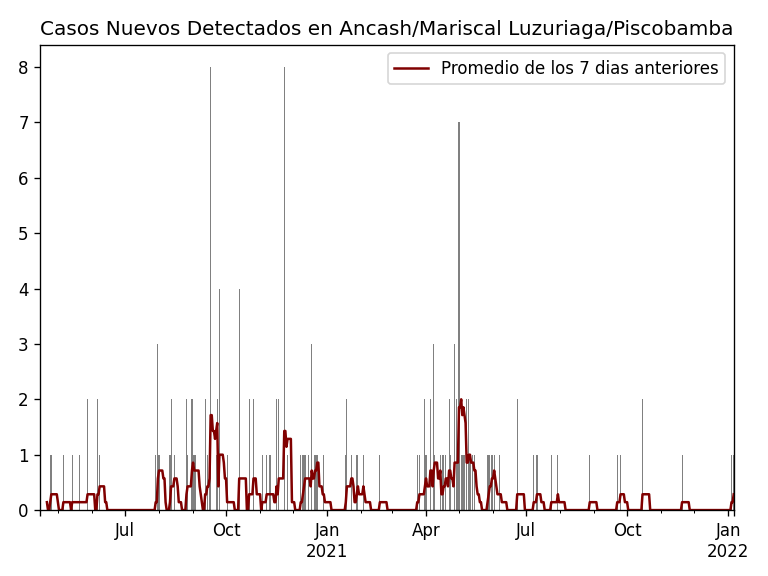 Casos Nuevos Detectados en Ancash/Mariscal Luzuriaga/Piscobamba
Promedio de los 7 dias anteriores
8
7
6
5
4
3
2
1
0
Jul
Oct
Jan
2021
Apr
Jul
Oct
Jan
2022